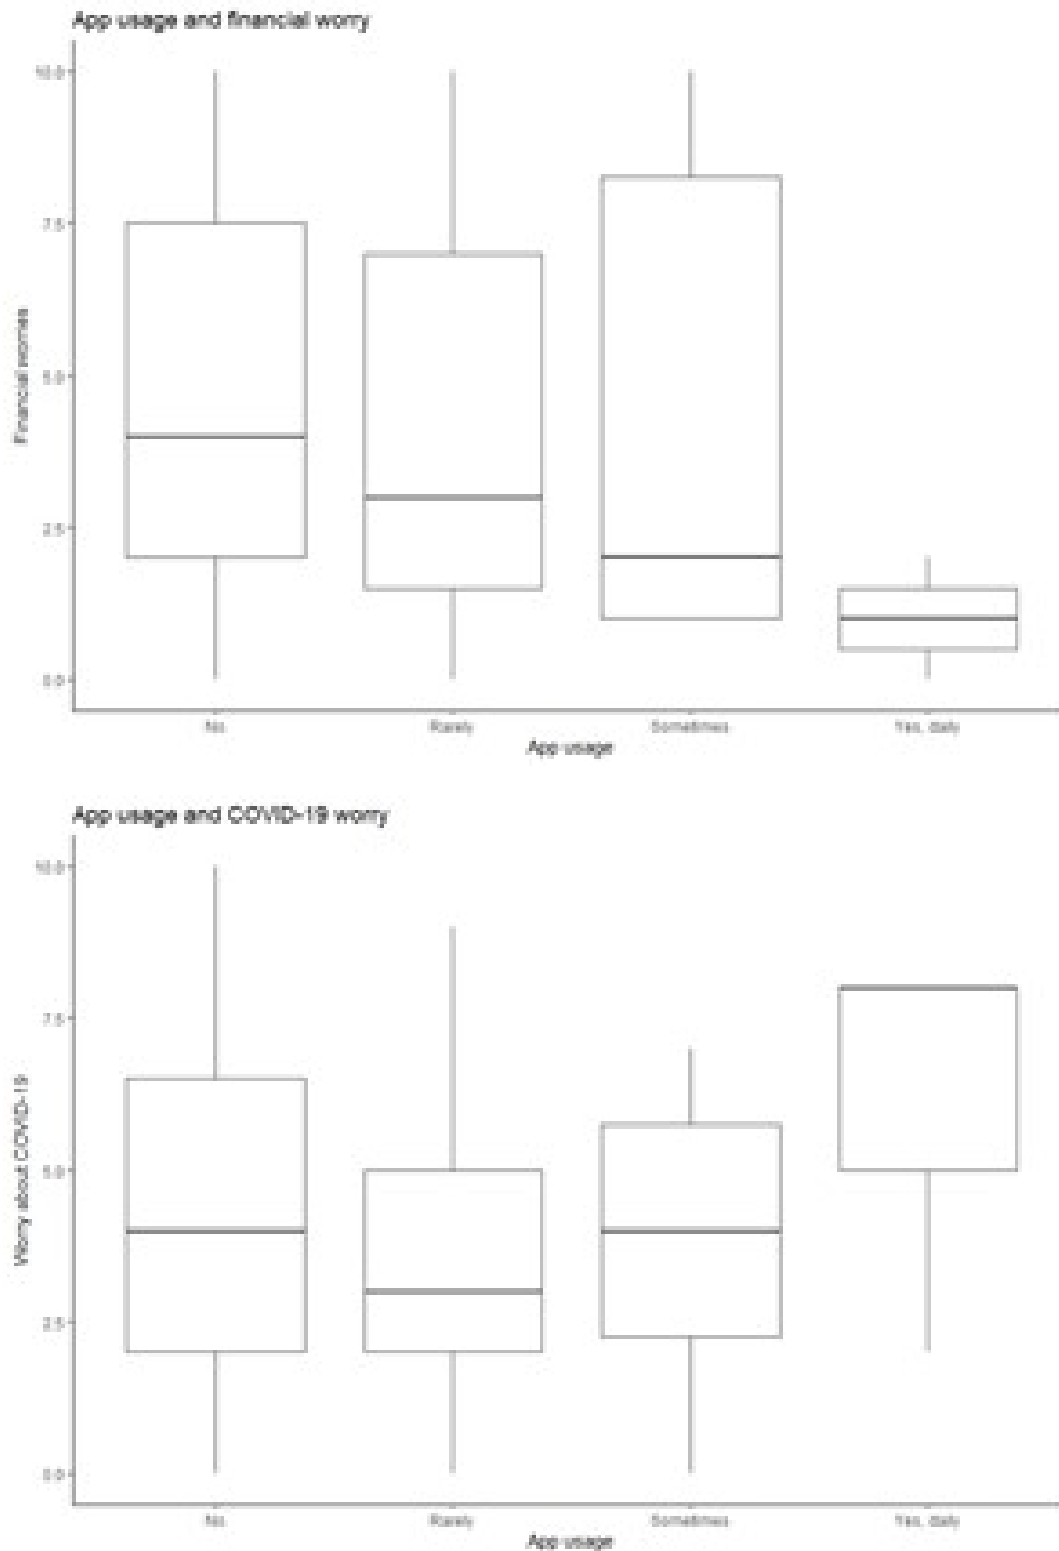 App usage and financial worry
10.0
7.5
5.0
2.5
0.0
Financial worries
No
Rarely
Sometimes
Yes, daily
App usage
App usage and COVID-19 worry
10.0
7.5
5.0
2.5
0.0
Worry about COVID-19
No
Rarely
Sometimes
Yes, daily
App usage